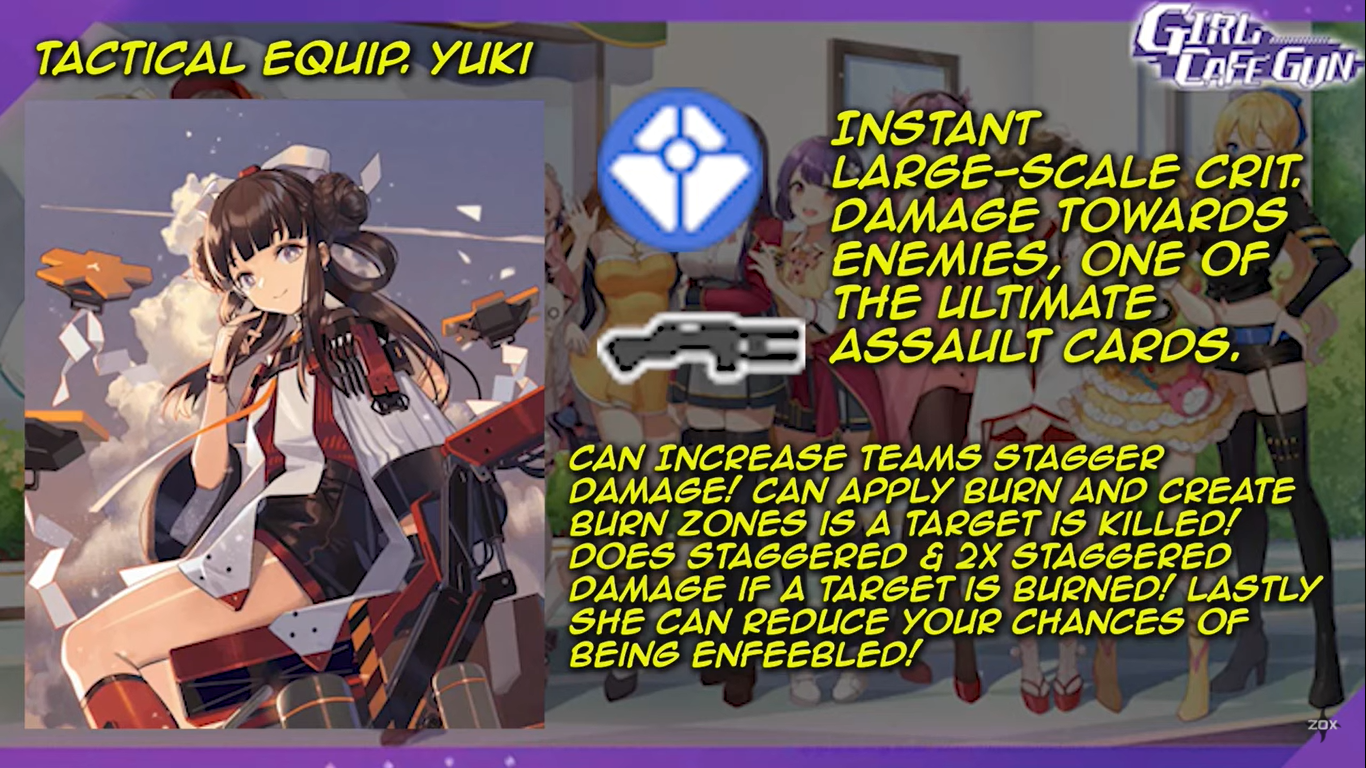 TACTICAL EQUIP. YUKI
GIRL
CAFE GUN
INSTANT
LARGE-SCALE CRIT.
DAMAGE TOWARDS
ENEMIES, ONE OF
THE ULTIMATE
ASSAULT CARDS.
CAN INCREASE TEAMS STAGGER
DAMAGE! CAN APPLY BURN AND CREATE
BURN ZONES IS A TARGET IS KILLED!
DOES STAGGERED & 2X STAGGERED
DAMAGE IF A TARGET IS BURNED! LASTLY
SHE CAN REDUCE YOUR CHANCES OF
BEING ENFEEBLED!
ZOX